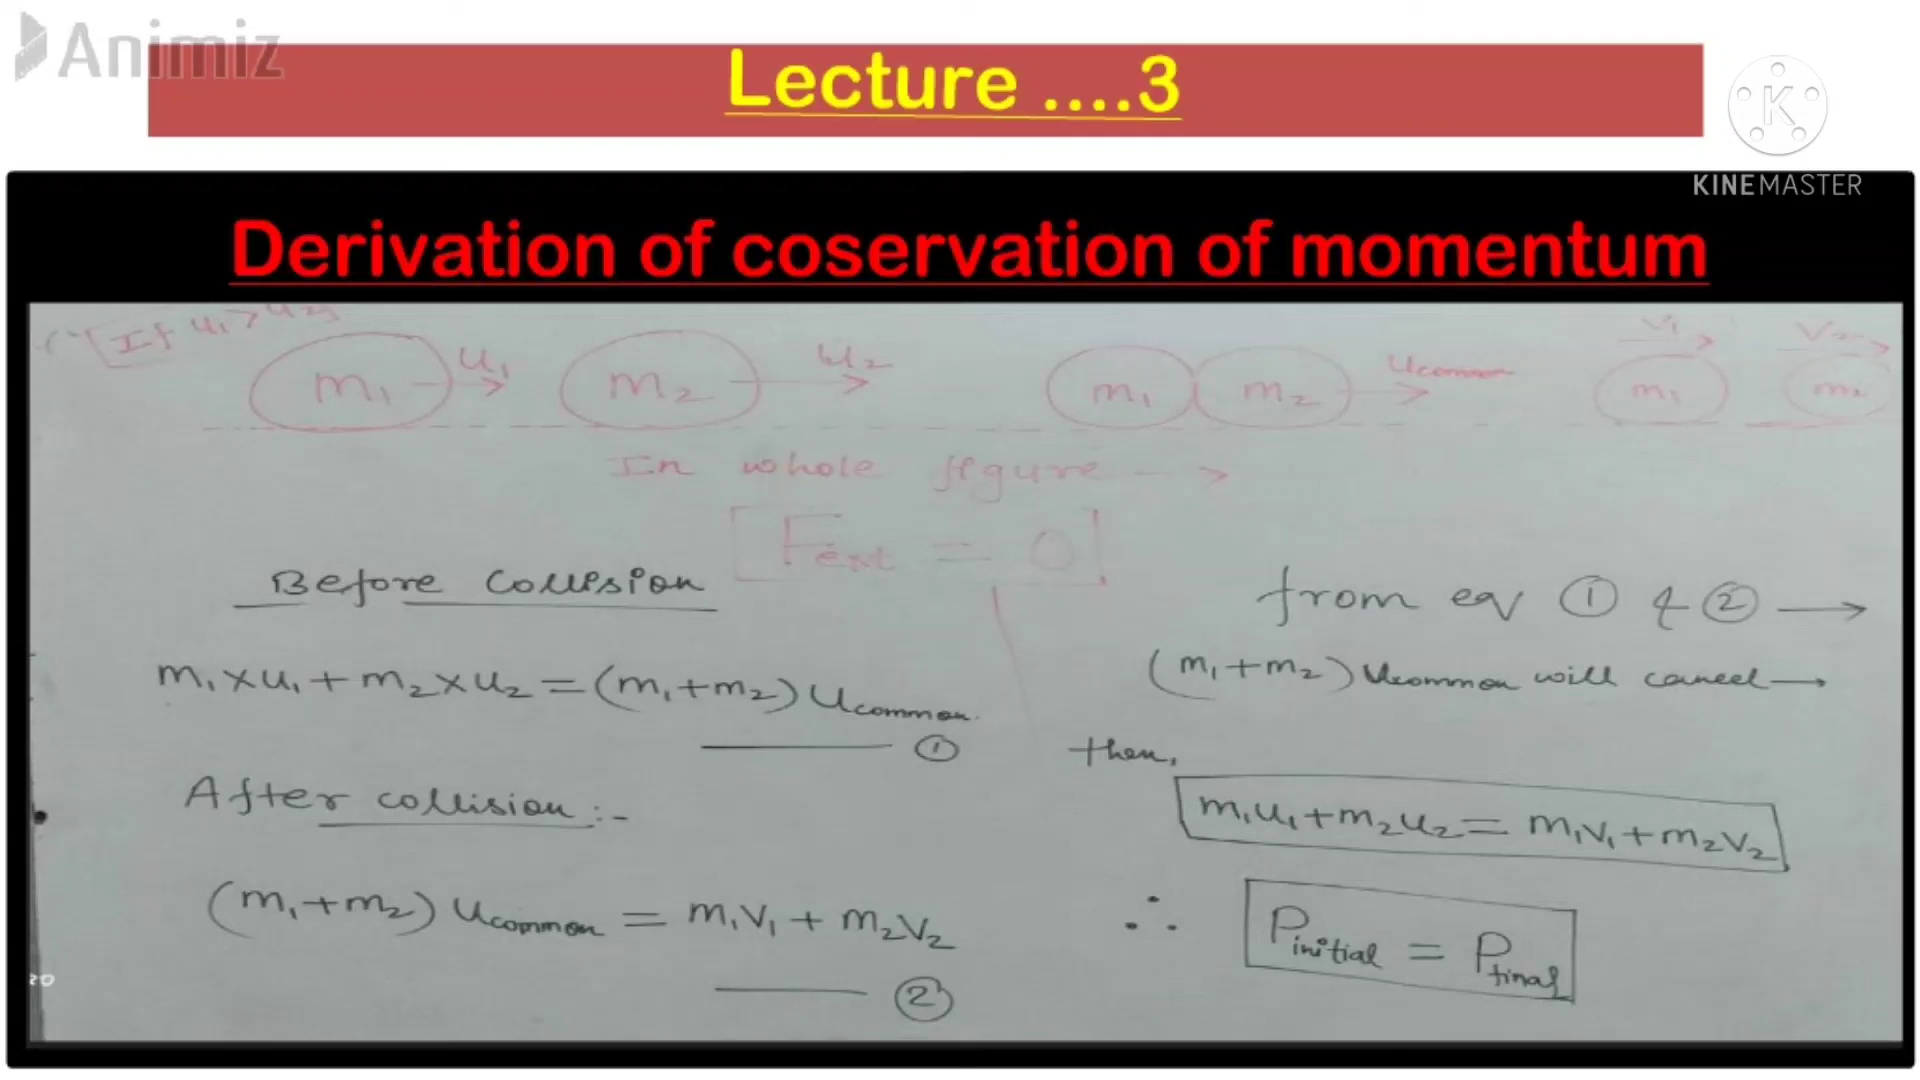 Animiz
Lecture ....3
KINEMASTER
Derivation of coservation of momentum
[If u₁ > u₂]
m₁ u₁ m₂ u₂ m₁ m₂ ucommon v₁ m₁ v₂ m₂
In whole figure -->
[Fext = 0]
Before Collision
m₁×u₁+m₂×u₂=(m₁+m₂)Ucommon.
①
After collision :-
(m₁+m₂) Ucommon = m₁v₁ + m₂v₂
②
from eq ① & ② →
(m₁+m₂) Ucommon will cancel →
then,
m₁u₁+m₂u₂ = m₁v₁+m₂v₂
∴ Pinitial = Pfinal